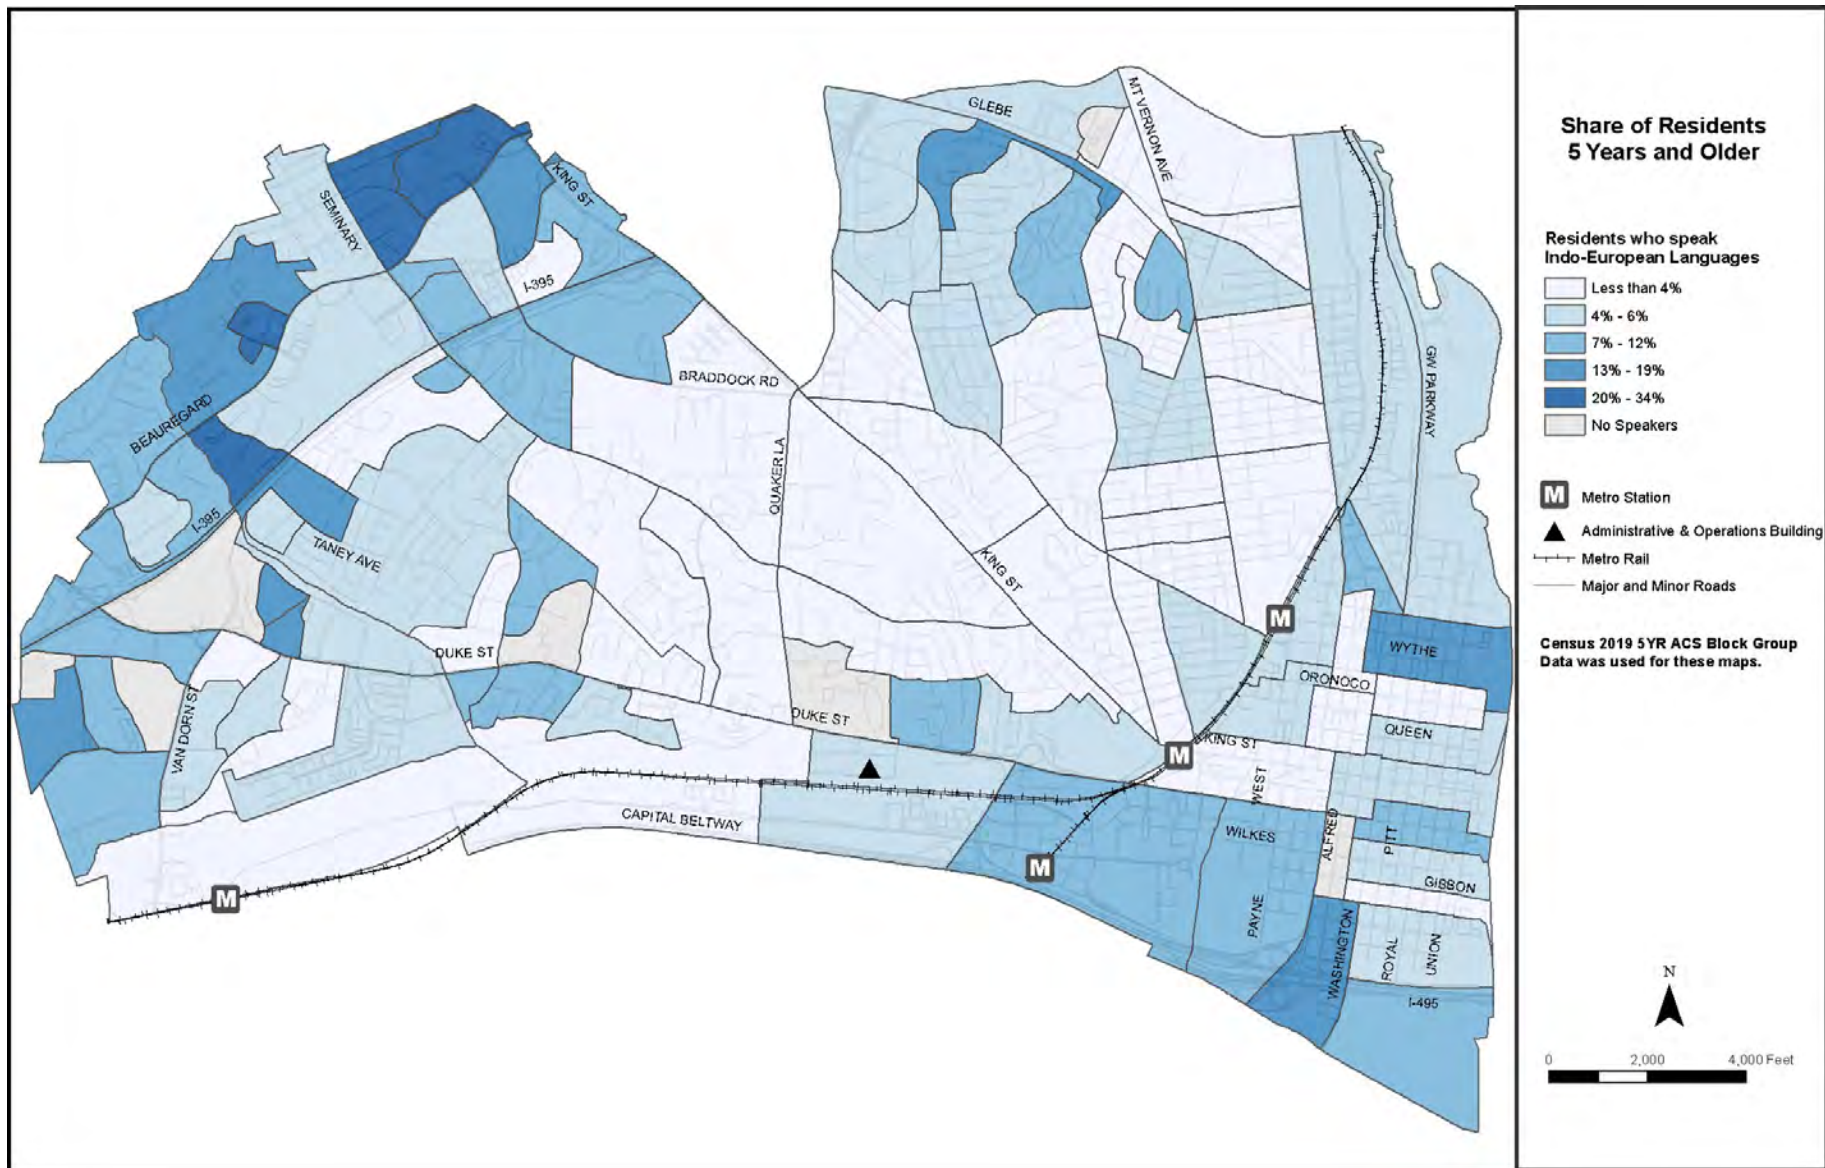 GLEBE
MT VERNON AVE
KING ST
SEMINARY
I-395
BRADDOCK RD
GW PARKWAY
BEAUREGARD
QUAKER LA
I-395
TANEY AVE
KING ST
M
DUKE ST
WYTHE
ORONOCO
VAN DORN ST
DUKE ST
QUEEN
M
KING ST
WEST
CAPITAL BELTWAY
WILKES
ALFRED
PITT
M
GIBSON
M
PAYNE
WASHINGTON
ROYAL
UNION
I-495
Share of Residents
5 Years and Older
Residents who speak
Indo-European Languages
Less than 4%
4% - 6%
7% - 12%
13% - 19%
20% - 34%
No Speakers
M Metro Station
Administrative & Operations Building
Metro Rail
Major and Minor Roads
Census 2019 5YR ACS Block Group
Data was used for these maps.
N
0 2,000 4,000 Feet